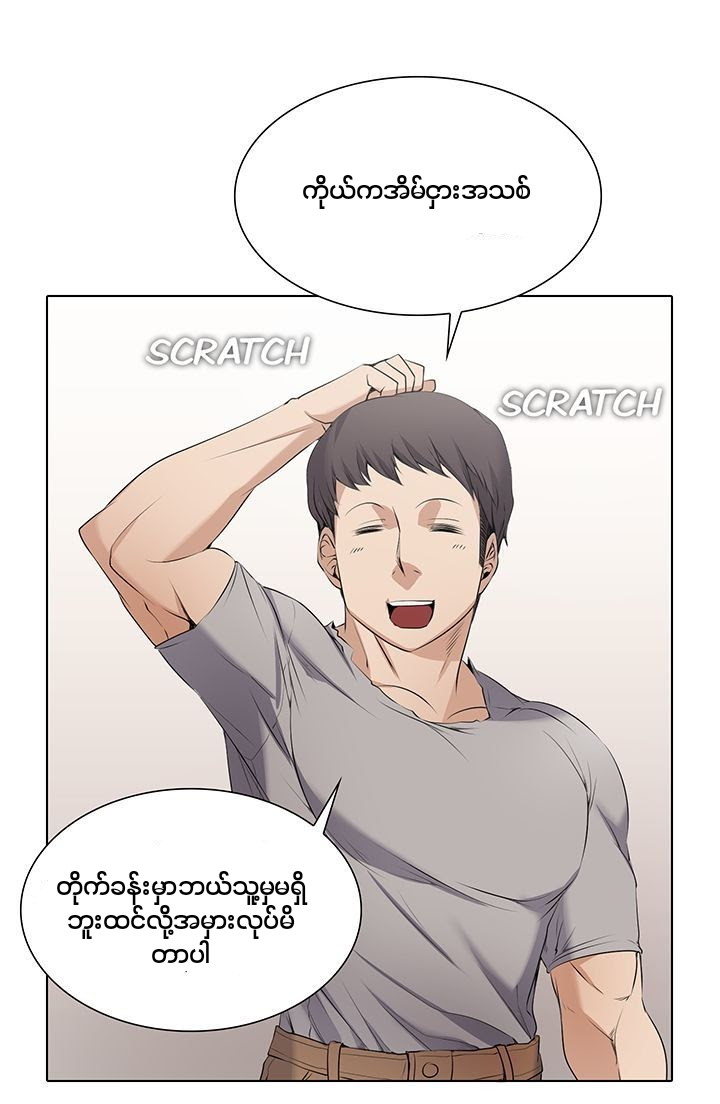 ကိုယ်ကအိမ်ငှားအသစ်
SCRATCH
SCRATCH
တိုက်ခန်းမှာဘယ်သူမှမရှိ
ဘူးထင်လို့အမှားလုပ်မိ
တာပါ